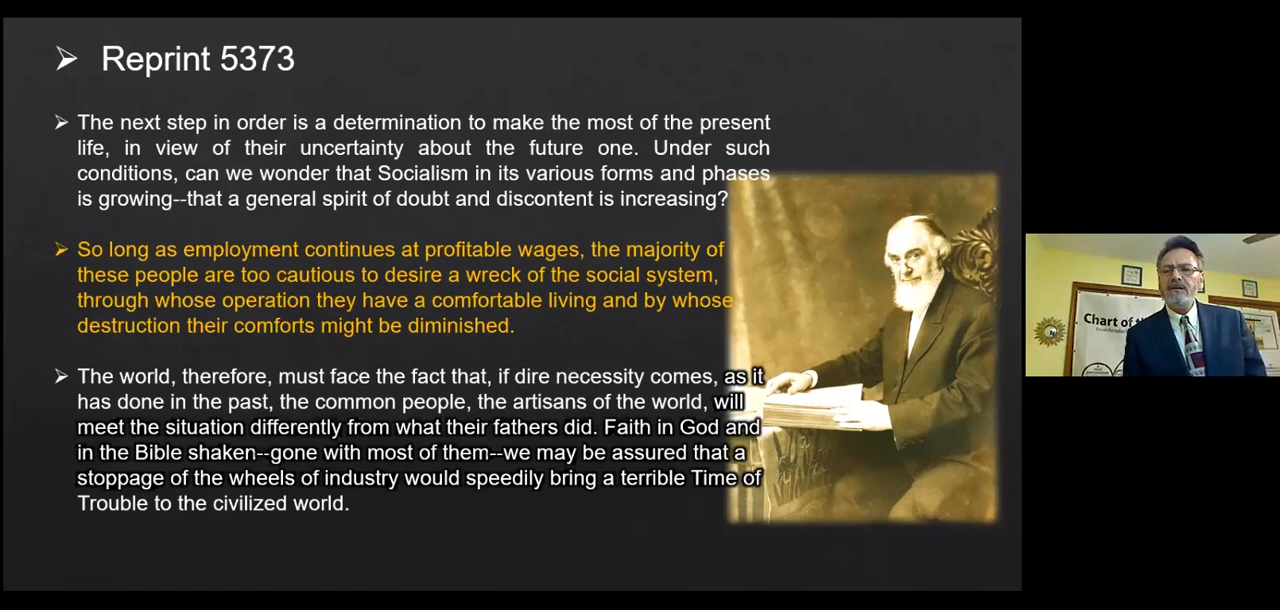 ➢ Reprint 5373
➢ The next step in order is a determination to make the most of the present
life, in view of their uncertainty about the future one. Under such
conditions, can we wonder that Socialism in its various forms and phases
is growing--that a general spirit of doubt and discontent is increasing?
➢ So long as employment continues at profitable wages, the majority of
these people are too cautious to desire a wreck of the social system,
through whose operation they have a comfortable living and by whose
destruction their comforts might be diminished.
➢ The world, therefore, must face the fact that, if dire necessity comes, as it
has done in the past, the common people, the artisans of the world, will
meet the situation differently from what their fathers did. Faith in God and
in the Bible shaken--gone with most of them--we may be assured that a
stoppage of the wheels of industry would speedily bring a terrible Time of
Trouble to the civilized world.
Chart of